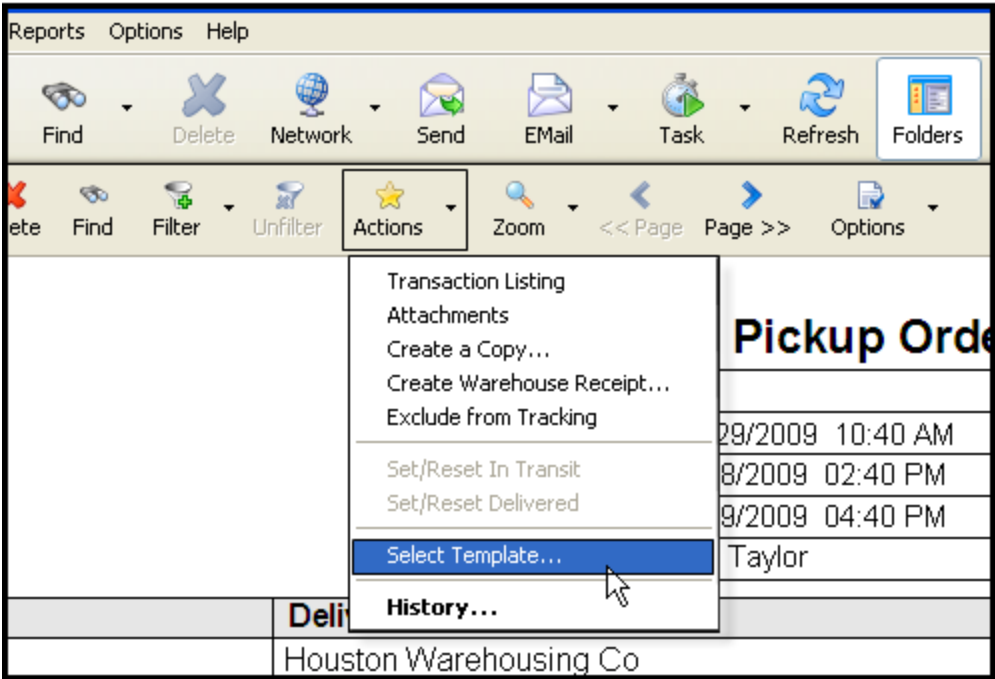 Reports Options Help
Find Delete Network Send EMail Task Refresh Folders
ete Find Filter Unfilter Actions Zoom << Page Page >> Options
Transaction Listing
Attachments
Create a Copy...
Create Warehouse Receipt...
Exclude from Tracking
Set/Reset In Transit
Set/Reset Delivered
Select Template...
History...
Pickup Orde
29/2009 10:40 AM
8/2009 02:40 PM
9/2009 04:40 PM
Taylor
Deli
Houston Warehousing Co